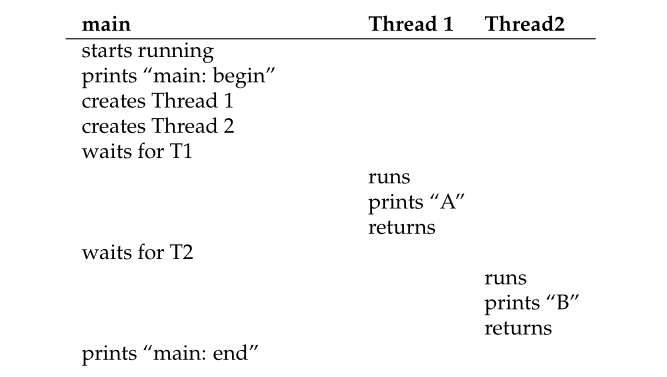 main Thread 1 Thread2
starts running
prints “main: begin”
creates Thread 1
creates Thread 2
waits for T1
runs
prints “A”
returns
waits for T2
runs
prints “B”
returns
prints “main: end”